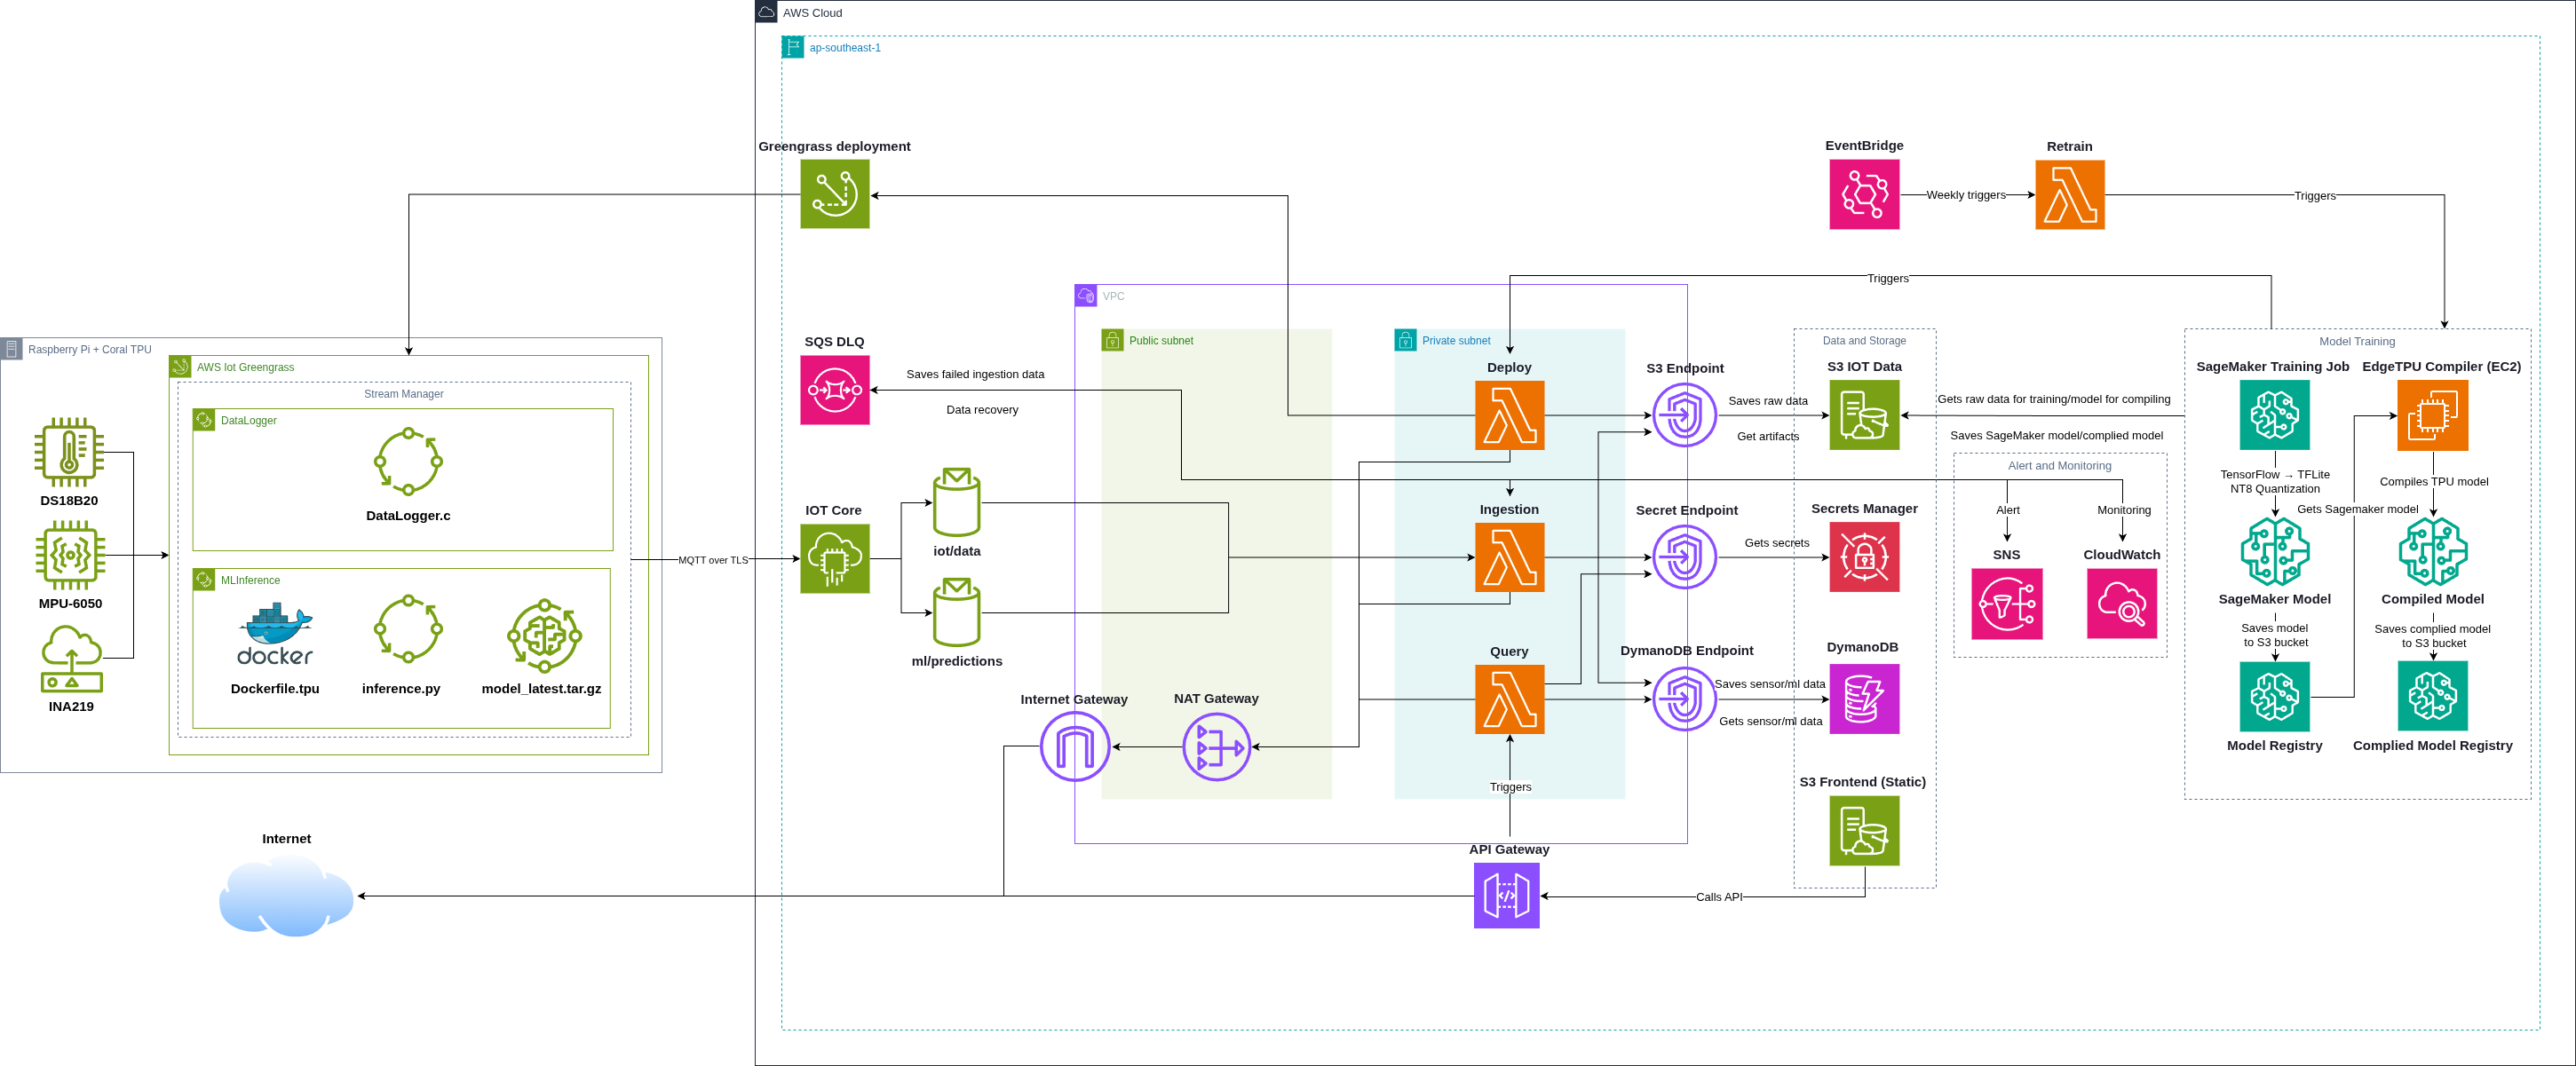 AWS Cloud
ap-southeast-1
Greengrass deployment
EventBridge
Retrain
Weekly triggers
Triggers
Triggers
VPC
Public subnet
Private subnet
Data and Storage
Model Training
Raspberry Pi + Coral TPU
AWS Iot Greengrass
Stream Manager
DataLogger
DataLogger.c
MLInference
docker
Dockerfile.tpu
inference.py
model_latest.tar.gz
DS18B20
MPU-6050
INA219
MQTT over TLS
SQS DLQ
Saves failed ingestion data
Data recovery
IOT Core
iot/data
ml/predictions
Internet Gateway
NAT Gateway
Deploy
Ingestion
Query
Triggers
API Gateway
S3 Endpoint
Secret Endpoint
DymanoDB Endpoint
Saves raw data
Get artifacts
Gets secrets
Saves sensor/ml data
Gets sensor/ml data
S3 IOT Data
Secrets Manager
DymanoDB
S3 Frontend (Static)
Calls API
Gets raw data for training/model for compiling
Saves SageMaker model/complied model
Alert and Monitoring
Alert
Monitoring
SNS
CloudWatch
SageMaker Training Job
EdgeTPU Compiler (EC2)
TensorFlow → TFLite
NT8 Quantization
Compiles TPU model
Gets Sagemaker model
SageMaker Model
Compiled Model
Saves model
to S3 bucket
Saves complied model
to S3 bucket
Model Registry
Complied Model Registry
Internet